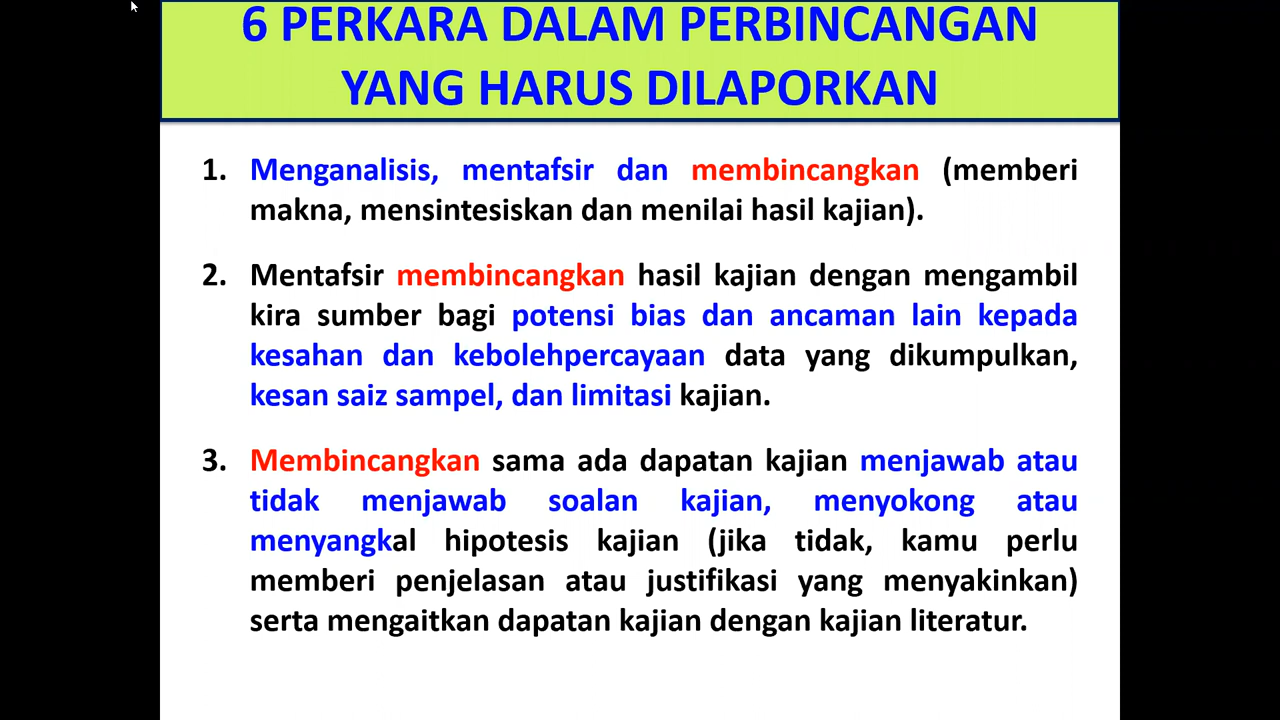 6 PERKARA DALAM PERBINCANGAN
YANG HARUS DILAPORKAN
1. Menganalisis, mentafsir dan membincangkan (memberi
makna, mensintesiskan dan menilai hasil kajian).
2. Mentafsir membincangkan hasil kajian dengan mengambil
kira sumber bagi potensi bias dan ancaman lain kepada
kesahan dan kebolehpercayaan data yang dikumpulkan,
kesan saiz sampel, dan limitasi kajian.
3. Membincangkan sama ada dapatan kajian menjawab atau
tidak menjawab soalan kajian, menyokong atau
menyangkal hipotesis kajian (jika tidak, kamu perlu
memberi penjelasan atau justifikasi yang menyakinkan)
serta mengaitkan dapatan kajian dengan kajian literatur.